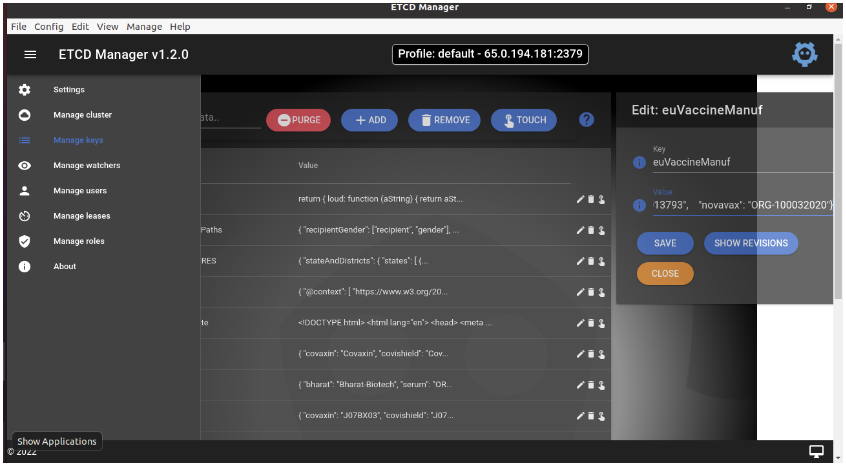 ETCD Manager
File Config Edit View Manage Help
ETCD Manager v1.2.0
Profile: default - 65.0.194.181:2379
Settings
Manage cluster
Manage keys
Manage watchers
Manage users
Manage leases
Manage roles
About
ata..
PURGE
ADD
REMOVE
TOUCH
Value
return { loud: function (aString) { return aSt...
Paths
{ "recipientGender": ["recipient", "gender"], ...
RES
{ "stateAndDistricts": { "states": [ {...
{ "@context": [ "https://www.w3.org/20...
te
<!DOCTYPE html> <html lang="en"> <head> <meta ...
{ "covaxin": "Covaxin", "covishield": "Cov...
{ "bharat": "Bharat-Biotech", "serum": "OR...
{ "covaxin": "J07BX03", "covishield": "J07...
Edit: euVaccineManuf
Key
euVaccineManuf
Value
13793", "novavax": "ORG-100032020"}
SAVE
SHOW REVISIONS
CLOSE
Show Applications
© 2022